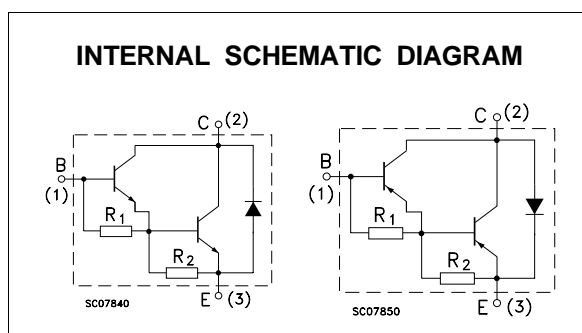 INTERNAL SCHEMATIC DIAGRAM
C (2)
B
(1)
R1
R2
E (3)
SC07840
C (2)
B
(1)
R1
R2
E (3)
SC07850